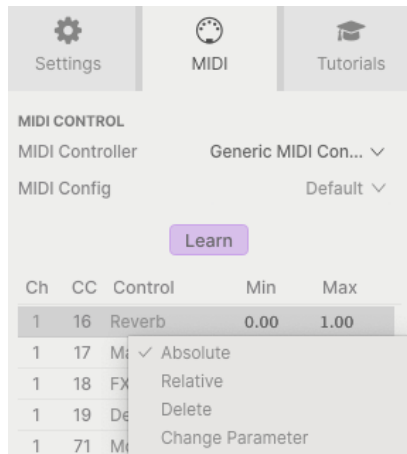 Settings MIDI Tutorials
MIDI CONTROL
MIDI Controller Generic MIDI Con...
MIDI Config Default
Learn
Ch CC Control Min Max
1 16 Reverb 0.00 1.00
1 17 Absolute
Relative
1 18 FX
1 19 Delete
1 71 Change Parameter